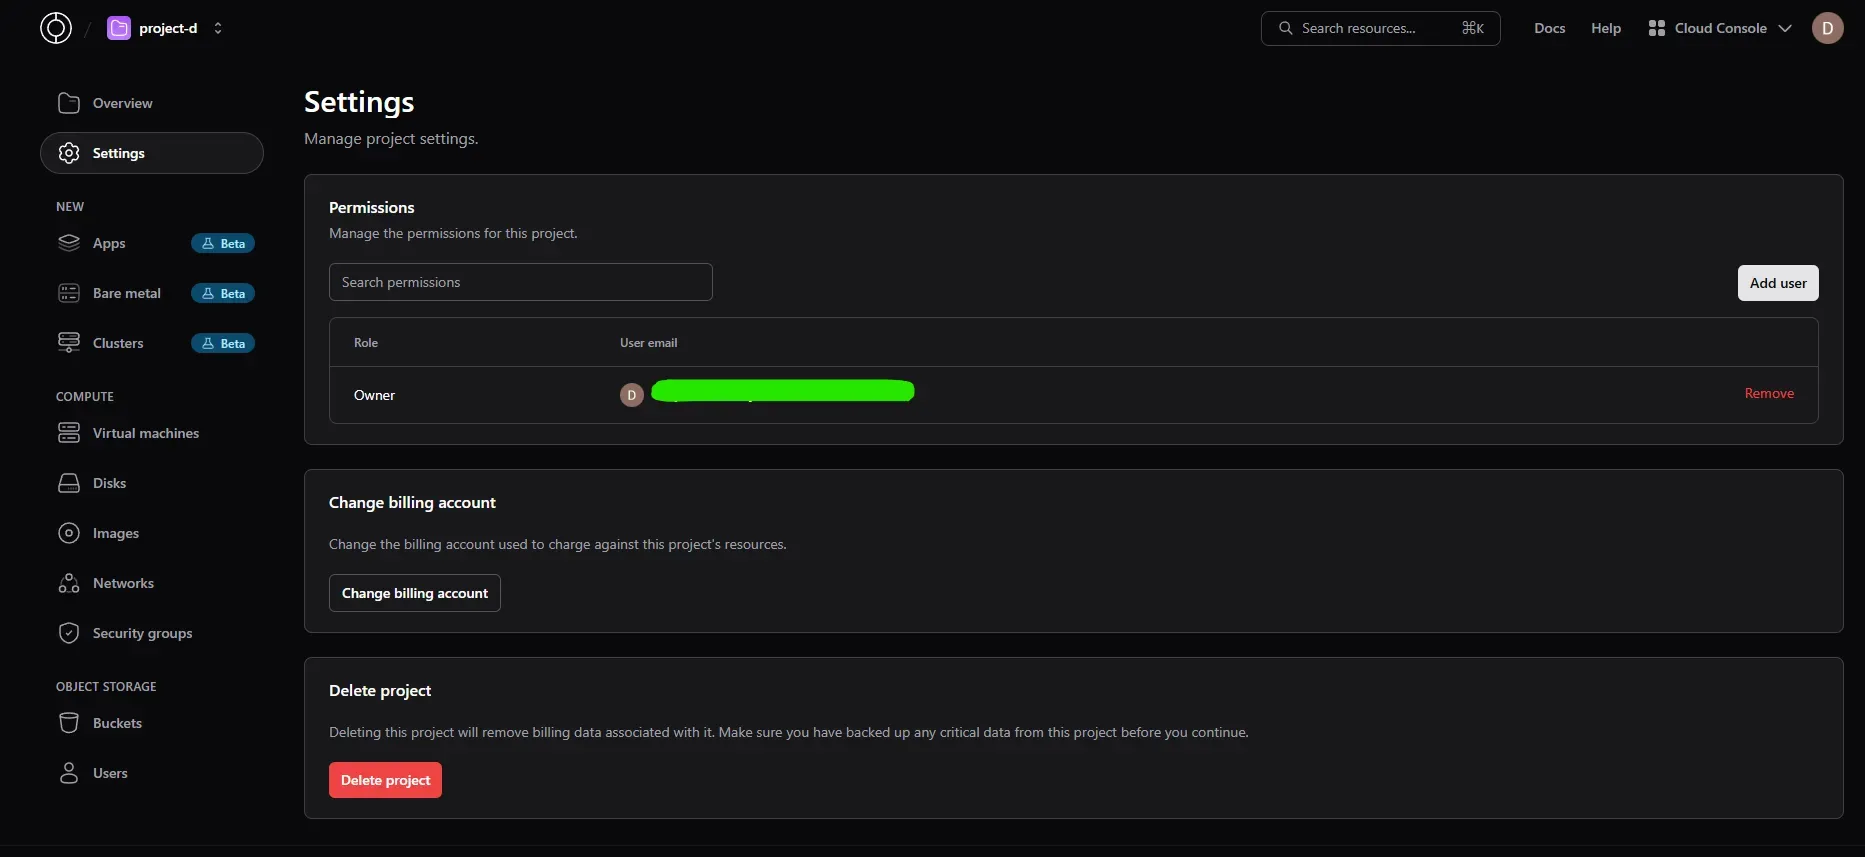 project-d
Search resources... ⌘K
Docs
Help
Cloud Console
D
Overview
Settings
NEW
Apps Beta
Bare metal Beta
Clusters Beta
COMPUTE
Virtual machines
Disks
Images
Networks
Security groups
OBJECT STORAGE
Buckets
Users
Settings
Manage project settings.
Permissions
Manage the permissions for this project.
Search permissions
Add user
Role User email
Owner D Remove
Change billing account
Change the billing account used to charge against this project's resources.
Change billing account
Delete project
Deleting this project will remove billing data associated with it. Make sure you have backed up any critical data from this project before you continue.
Delete project